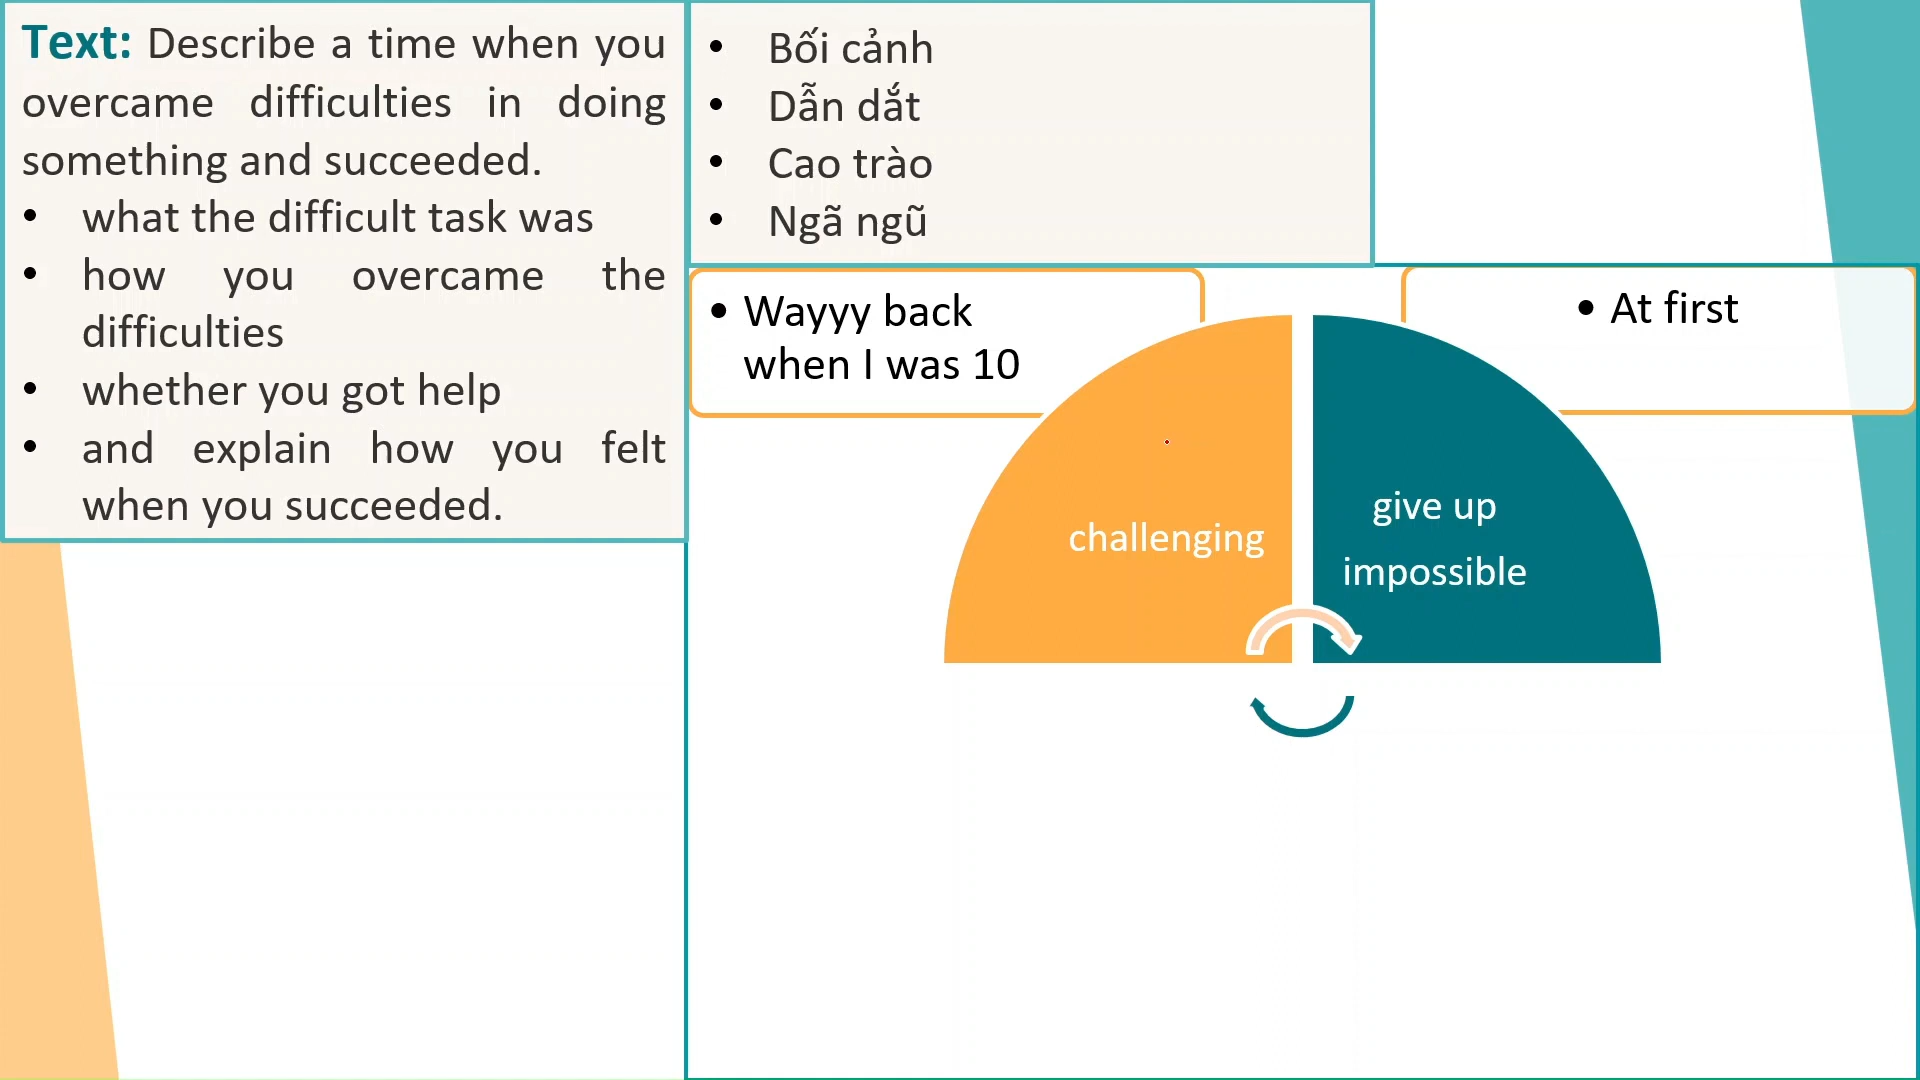 Text: Describe a time when you
overcame difficulties in doing
something and succeeded.
• what the difficult task was
• how you overcame the
difficulties
• whether you got help
• and explain how you felt
when you succeeded.
• Bối cảnh
• Dẫn dắt
• Cao trào
• Ngã ngũ
• Wayyy back
when I was 10
• At first
challenging
give up
impossible